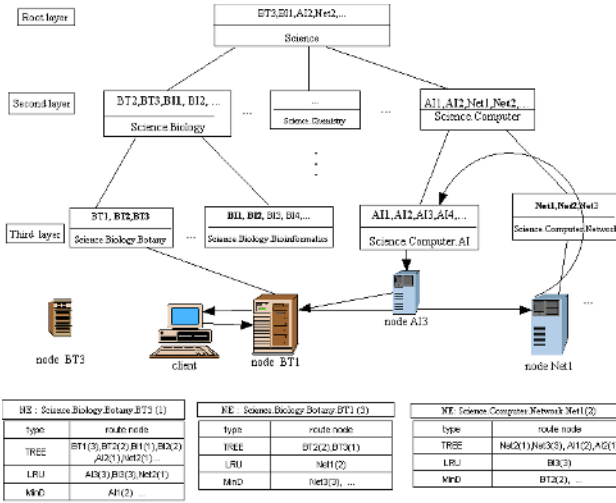 Root layer
BT3,BI1,AI2,Net2,...
Science
Second layer
BT2,BT3,BI1, BI2, ...
Science.Biology
...
...
Science.Chemistry
...
AI1,AI2,Net1,Net2,...
Science.Computer
Third layer
BT1, BI2,BI3
Science.Biology.Botany
...
BI1, BI2, BI3, BI4,...
Science.Biology.Bioinformatics
AI1,AI2,AI3,AI4,...
Science.Computer.AI
Net1,Net2,Net3
Science.Computer.Network
node BT3
client
node BT1
node AI3
node Net1
...
NE : Science.Biology.Botany.BT3 (1)
type route node
TREE BT1(3),BT2(2),BI1(1),BI2(2)
,AI2(1),Net2(1)...
LRU AI3(3),BI3(3),Net2(1)
MinD AI1(2) ...
NE : Science.Biology.Botany.BT1 (3)
type route node
TREE BT2(2),BT3(1)
LRU Net1(2)
MinD Net3(3), ...
NE: Science.Computer.Network.Net1(2)
type route node
TREE Net2(1),Net3(3), AI1(2),AI2(1)
LRU BI3(3)
MinD BT2(2), ...